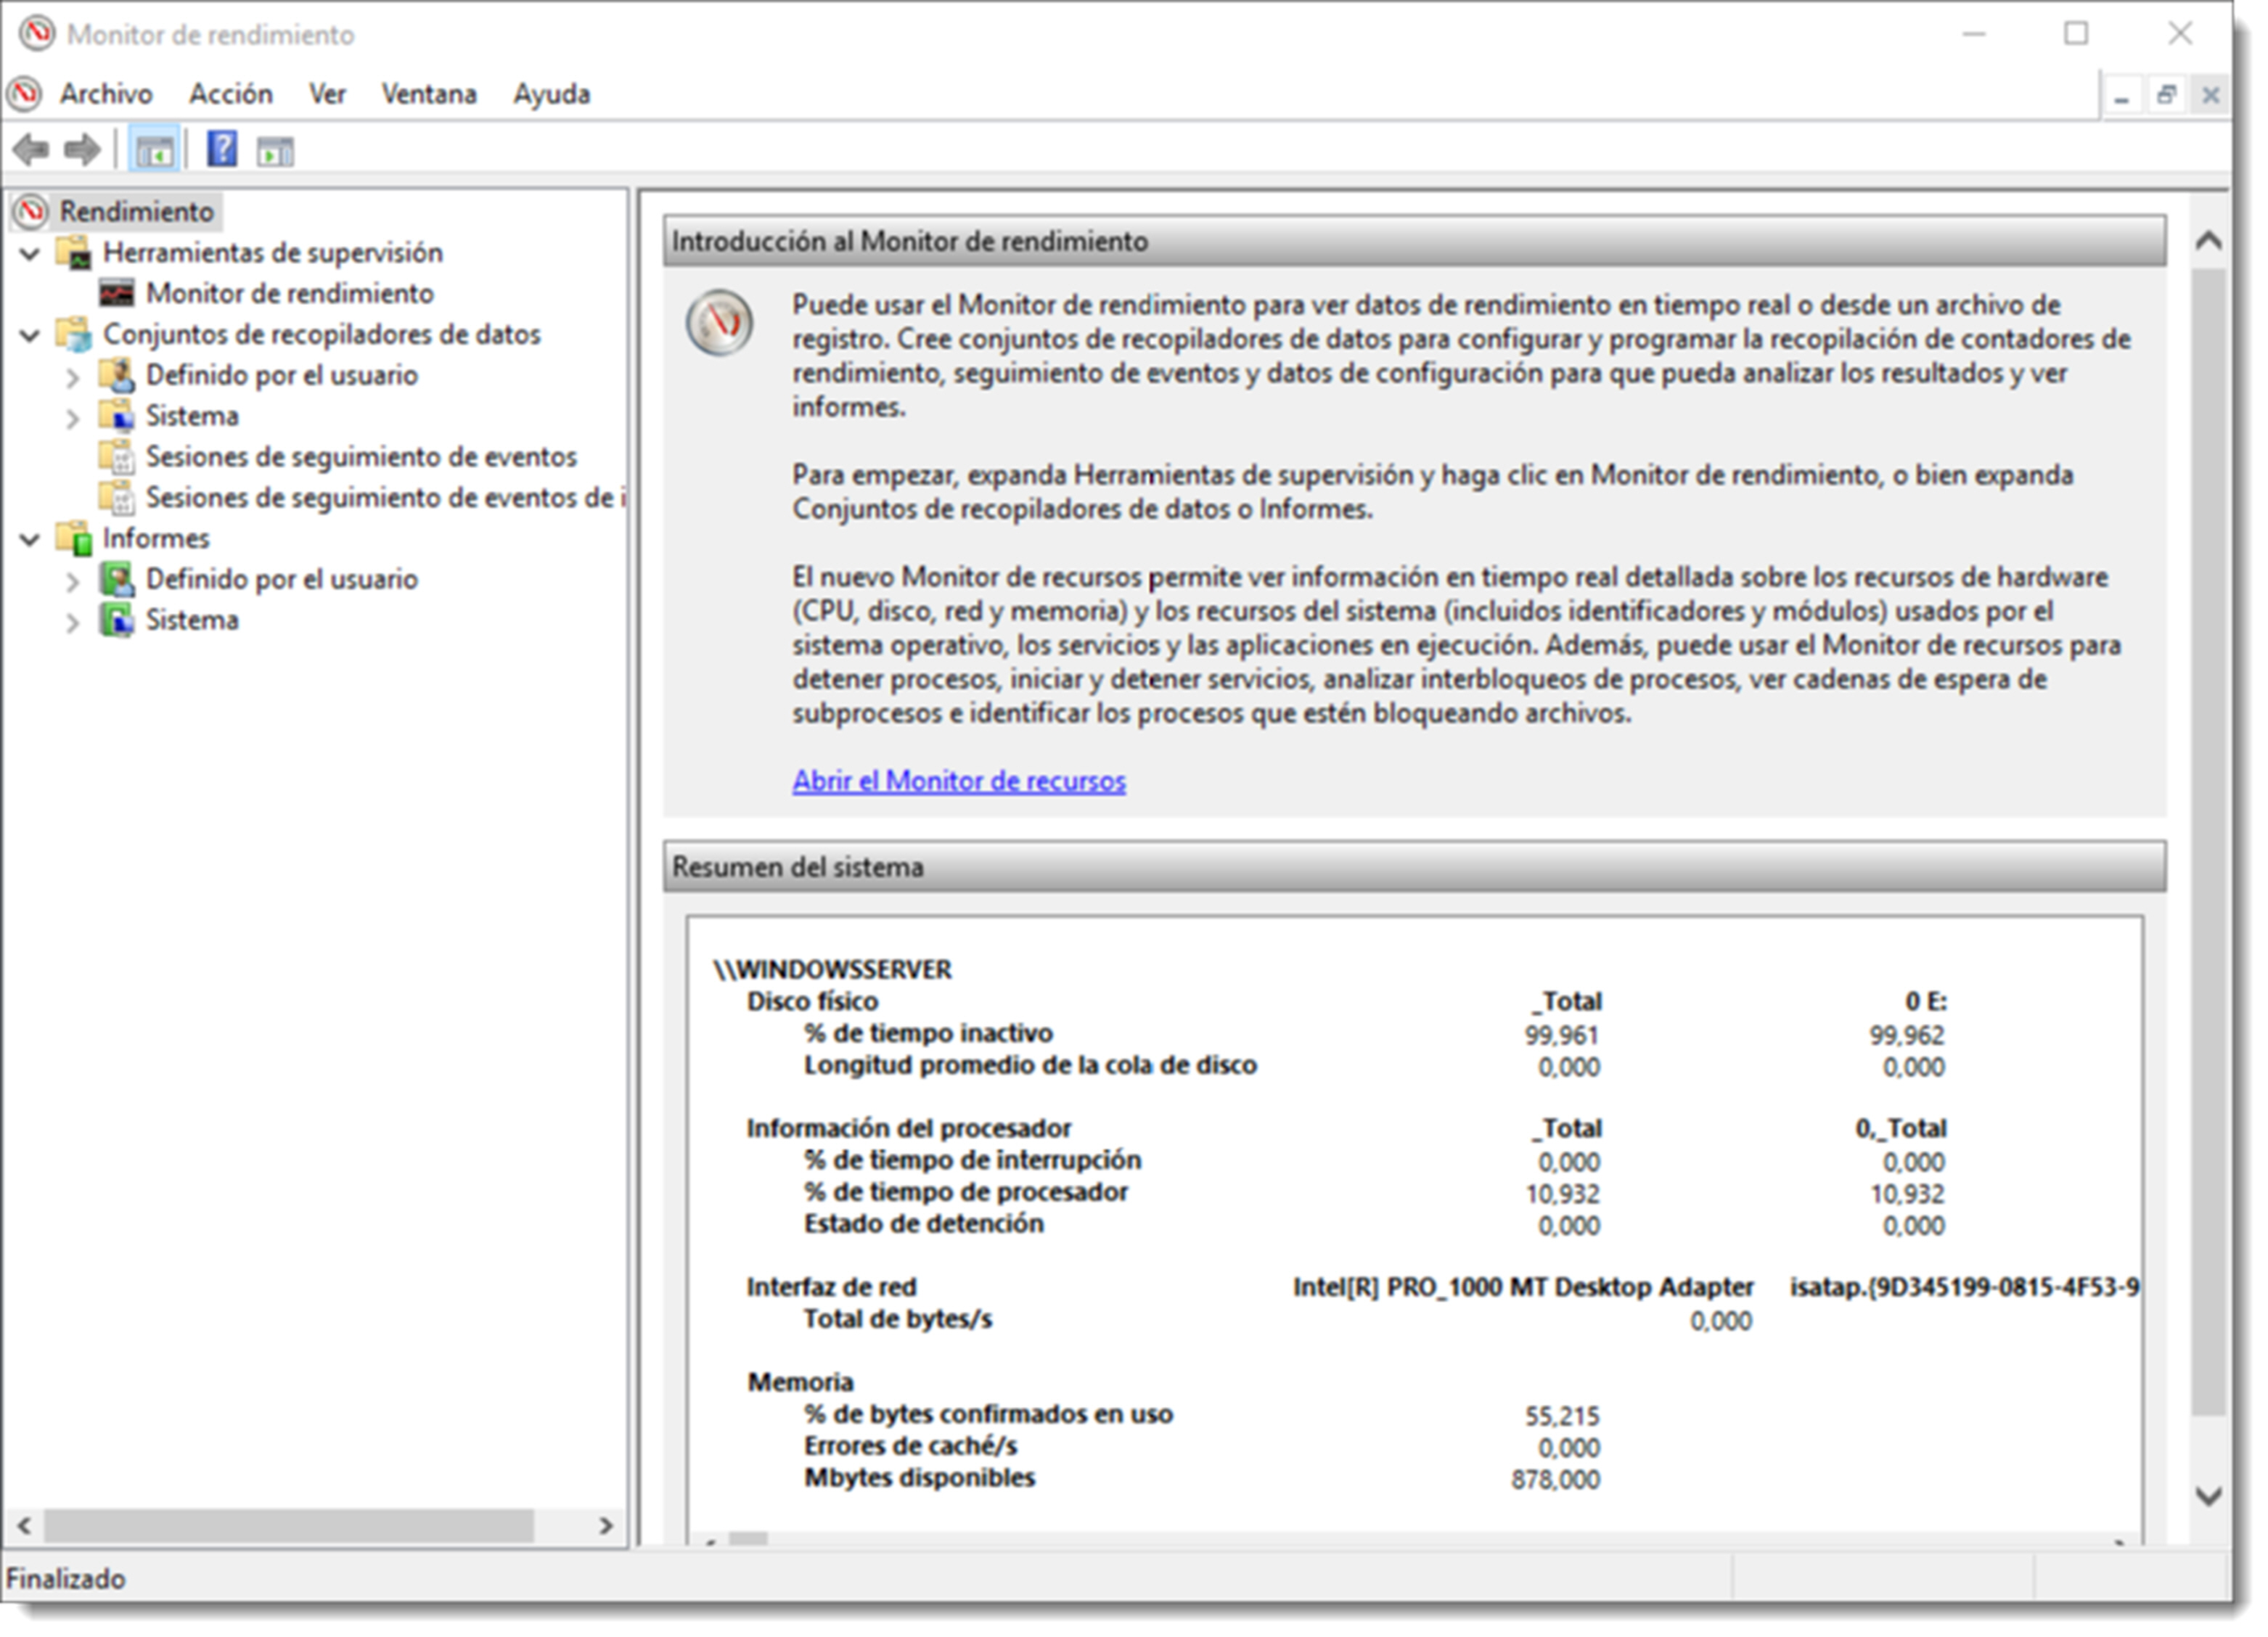 Monitor de rendimiento
Archivo Acción Ver Ventana Ayuda
Rendimiento
Herramientas de supervisión
Monitor de rendimiento
Conjuntos de recopiladores de datos
Definido por el usuario
Sistema
Sesiones de seguimiento de eventos
Sesiones de seguimiento de eventos de i
Informes
Definido por el usuario
Sistema
Introducción al Monitor de rendimiento
Puede usar el Monitor de rendimiento para ver datos de rendimiento en tiempo real o desde un archivo de
registro. Cree conjuntos de recopiladores de datos para configurar y programar la recopilación de contadores de
rendimiento, seguimiento de eventos y datos de configuración para que pueda analizar los resultados y ver
informes.
Para empezar, expanda Herramientas de supervisión y haga clic en Monitor de rendimiento, o bien expanda
Conjuntos de recopiladores de datos o Informes.
El nuevo Monitor de recursos permite ver información en tiempo real detallada sobre los recursos de hardware
(CPU, disco, red y memoria) y los recursos del sistema (incluidos identificadores y módulos) usados por el
sistema operativo, los servicios y las aplicaciones en ejecución. Además, puede usar el Monitor de recursos para
detener procesos, iniciar y detener servicios, analizar interbloqueos de procesos, ver cadenas de espera de
subprocesos e identificar los procesos que estén bloqueando archivos.
Abrir el Monitor de recursos
Resumen del sistema
\\WINDOWSSERVER
Disco físico _Total 0 E:
% de tiempo inactivo 99,961 99,962
Longitud promedio de la cola de disco 0,000 0,000
Información del procesador _Total 0,_Total
% de tiempo de interrupción 0,000 0,000
% de tiempo de procesador 10,932 10,932
Estado de detención 0,000 0,000
Interfaz de red Intel[R] PRO_1000 MT Desktop Adapter isatap.{9D345199-0815-4F53-9
Total de bytes/s 0,000
Memoria
% de bytes confirmados en uso 55,215
Errores de caché/s 0,000
Mbytes disponibles 878,000
Finalizado